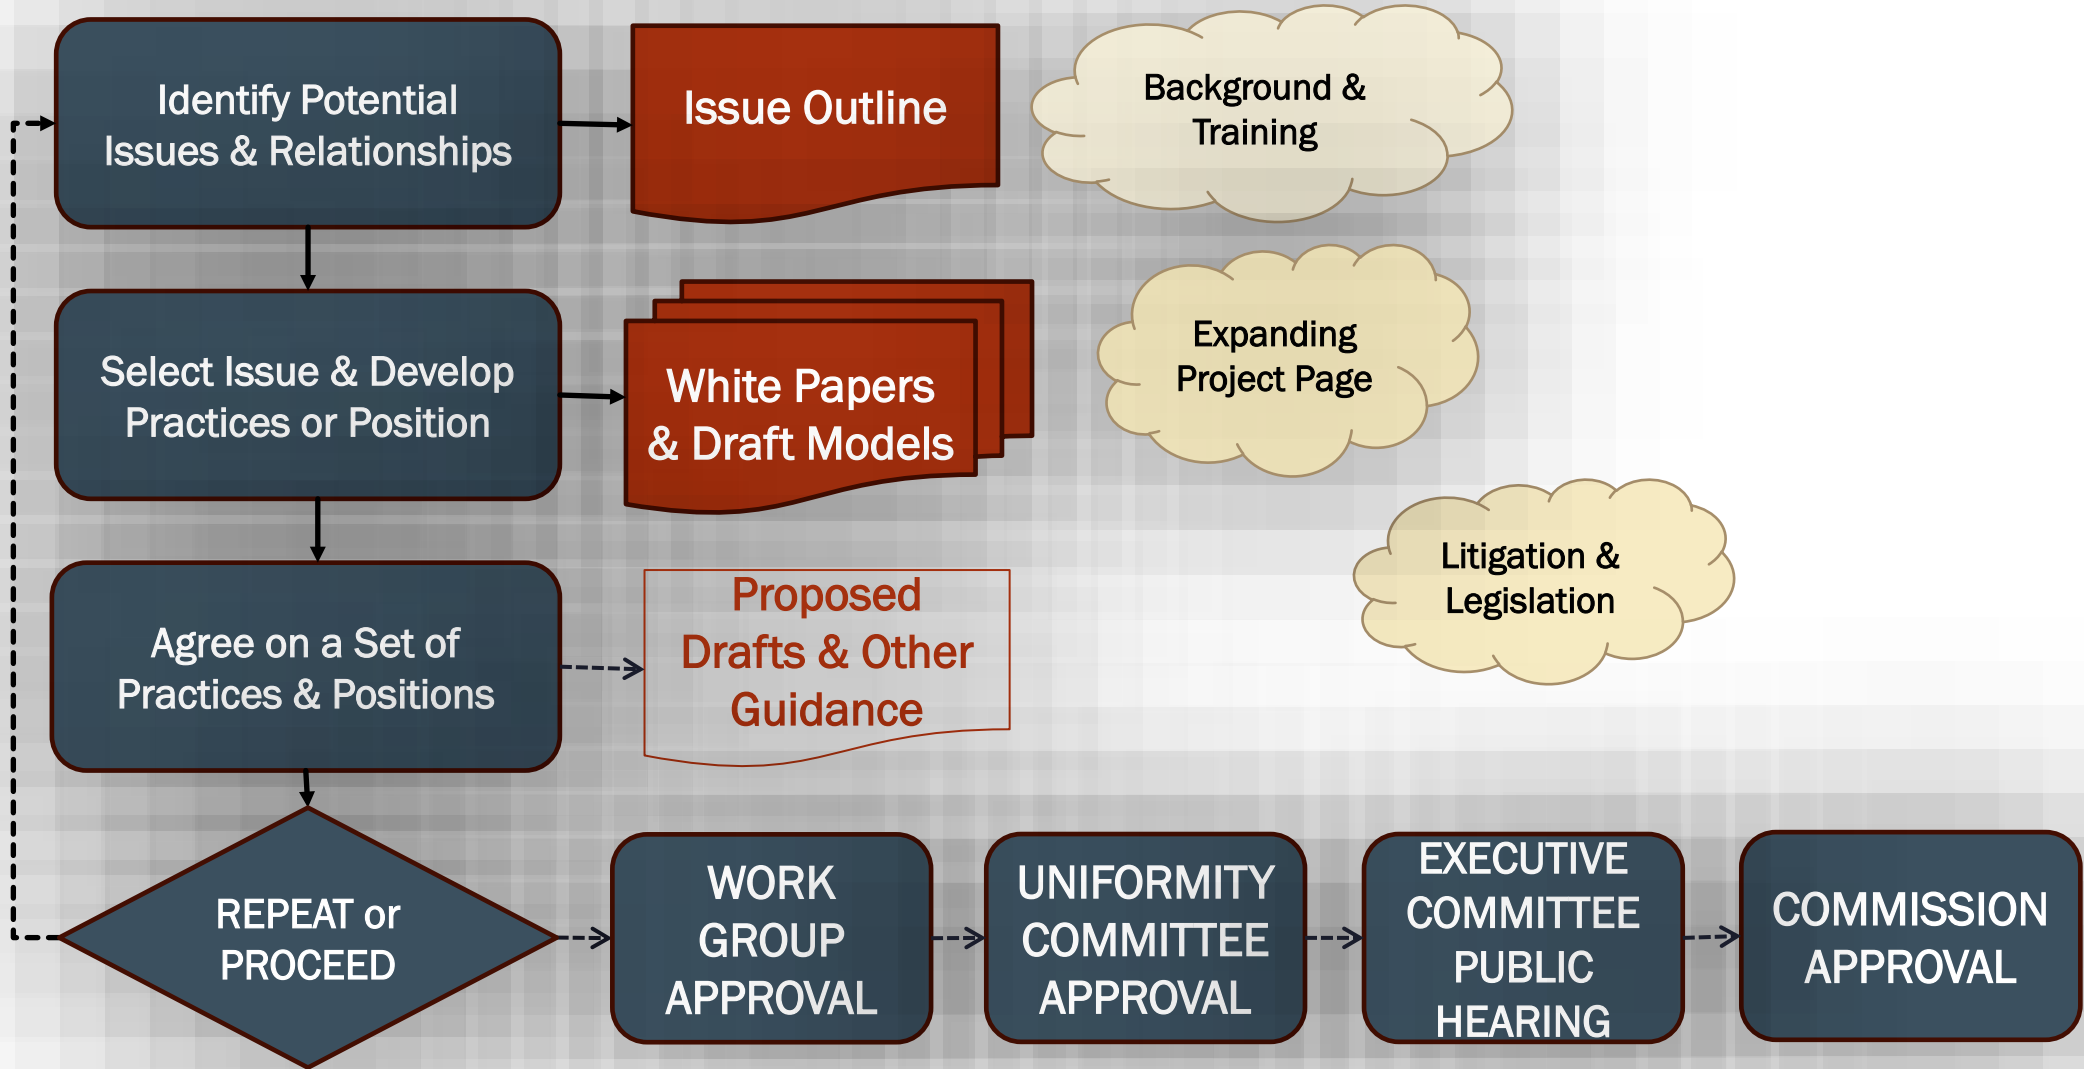 Identify Potential
Issues & Relationships
Issue Outline
Background &
Training
Select Issue & Develop
Practices or Position
White Papers
& Draft Models
Expanding
Project Page
Agree on a Set of
Practices & Positions
Proposed
Drafts & Other
Guidance
Litigation &
Legislation
REPEAT or
PROCEED
WORK
GROUP
APPROVAL
UNIFORMITY
COMMITTEE
APPROVAL
EXECUTIVE
COMMITTEE
PUBLIC
HEARING
COMMISSION
APPROVAL